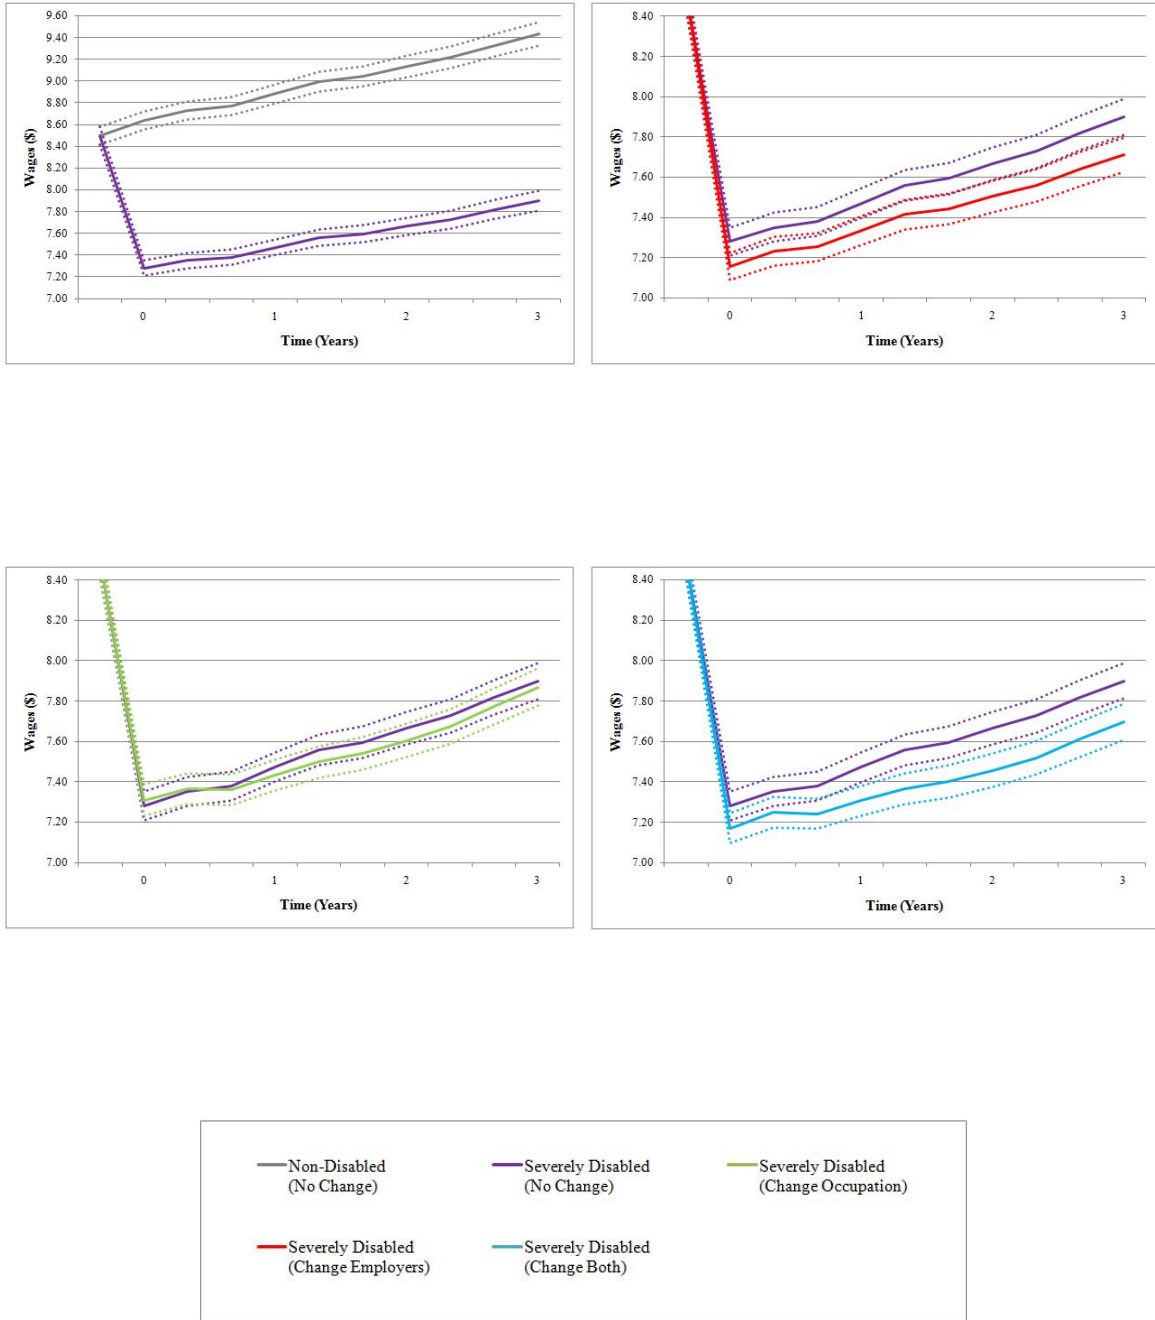 9.60
9.40
9.20
9.00
8.80
8.60
8.40
8.20
8.00
7.80
7.60
7.40
7.20
7.00
Wages ($)
0 1 2 3
Time (Years)
8.40
8.20
8.00
7.80
7.60
7.40
7.20
7.00
Wages ($)
0 1 2 3
Time (Years)
8.40
8.20
8.00
7.80
7.60
7.40
7.20
7.00
Wages ($)
0 1 2 3
Time (Years)
8.40
8.20
8.00
7.80
7.60
7.40
7.20
7.00
Wages ($)
0 1 2 3
Time (Years)
Non-Disabled
(No Change)
Severely Disabled
(No Change)
Severely Disabled
(Change Occupation)
Severely Disabled
(Change Employers)
Severely Disabled
(Change Both)